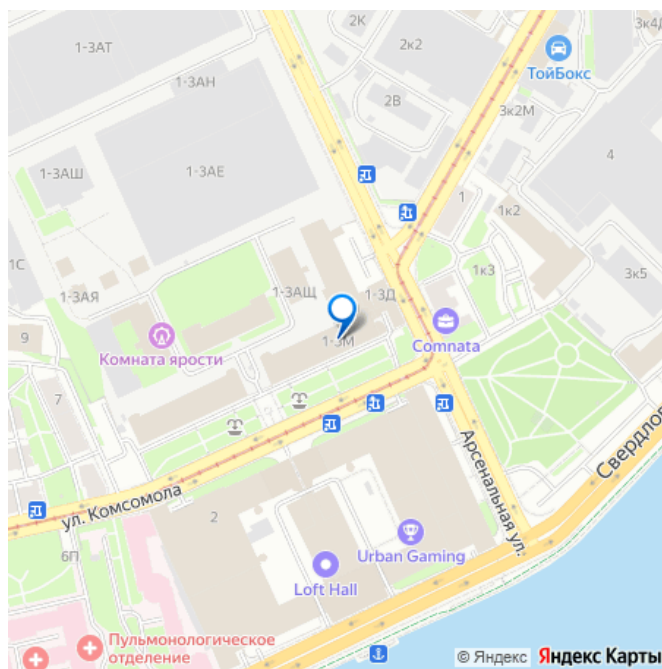 2К
3к4Д
1-3АТ
2к2
ТойБокс
1-3АН
2В
3к2М
4
1-3АЕ
1-3АШ
1
1к2
1С
1к3
3к5
1-3АЩ
1-3Д
1-3АЯ
9
Комната ярости
1-3М
Comnata
7
Свердлов
Арсенальная ул.
ул. Комсомола
2
6П
Urban Gaming
Loft Hall
Пульмонологическое
отделение
© Яндекс Яндекс Карты